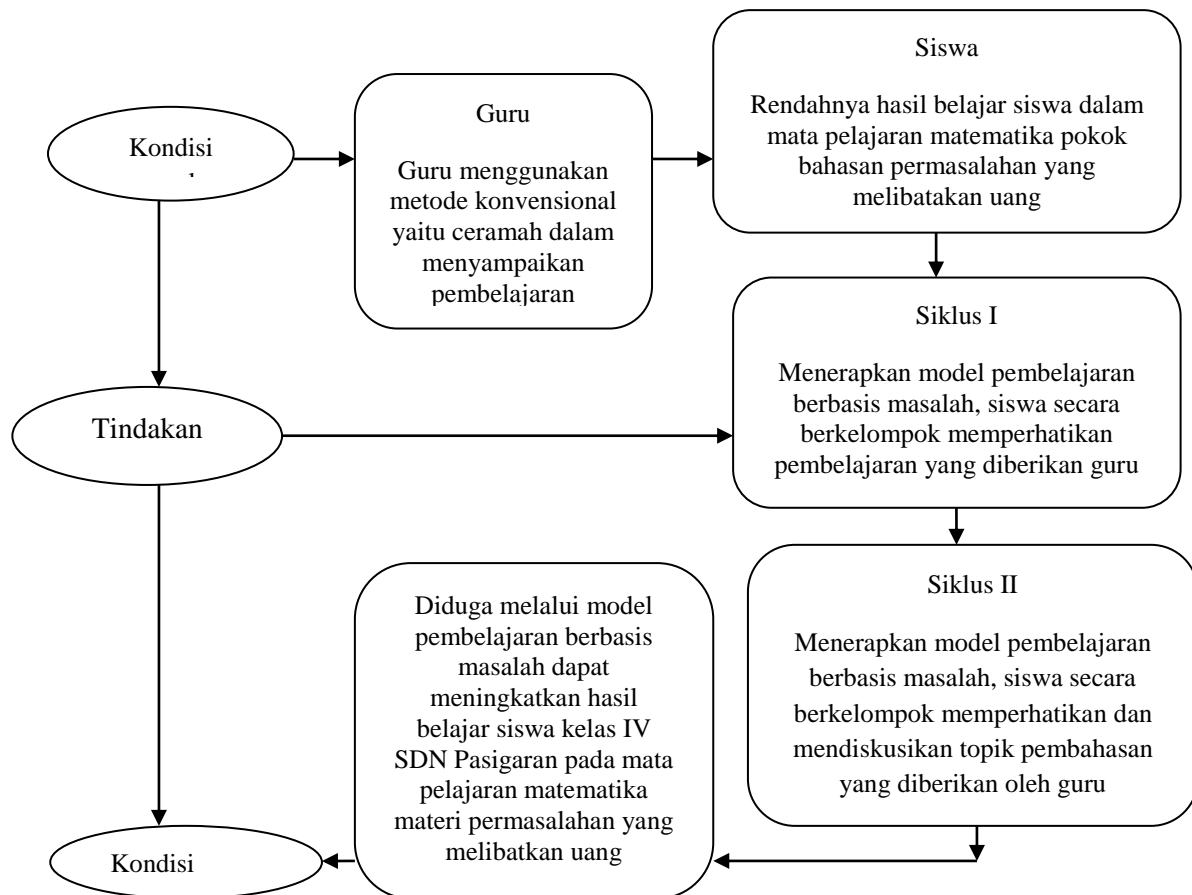 Kondisi
Guru
Guru menggunakan
metode konvensional
yaitu ceramah dalam
menyampaikan
pembelajaran
Siswa
Rendahnya hasil belajar siswa dalam
mata pelajaran matematika pokok
bahasan permasalahan yang
melibatakan uang
Tindakan
Siklus I
Menerapkan model pembelajaran
berbasis masalah, siswa secara
berkelompok memperhatikan
pembelajaran yang diberikan guru
Siklus II
Menerapkan model pembelajaran
berbasis masalah, siswa secara
berkelompok memperhatikan dan
mendiskusikan topik pembahasan
yang diberikan oleh guru
Diduga melalui model
pembelajaran berbasis
masalah dapat
meningkatkan hasil
belajar siswa kelas IV
SDN Pasigaran pada mata
pelajaran matematika
materi permasalahan yang
melibatkan uang
Kondisi